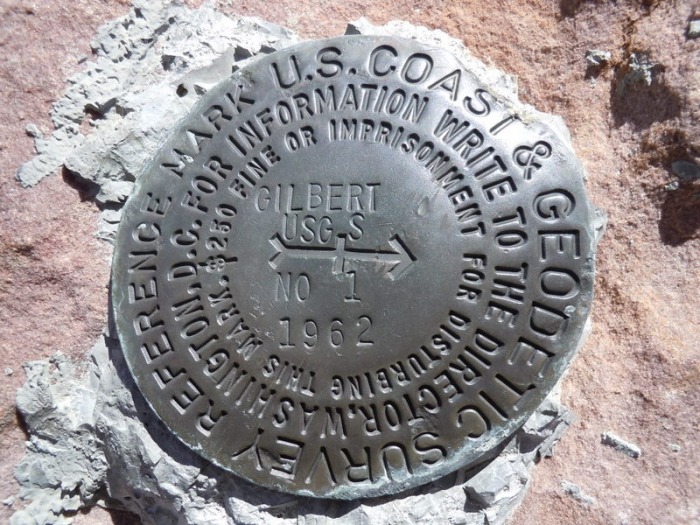 U.S. COAST & GEODETIC SURVEY REFERENCE MARK
FOR INFORMATION WRITE TO THE DIRECTOR, WASHINGTON, D.C.
$250 FINE OR IMPRISONMENT FOR DISTURBING THIS MARK.
GILBERT
USGS
NO 1
1962